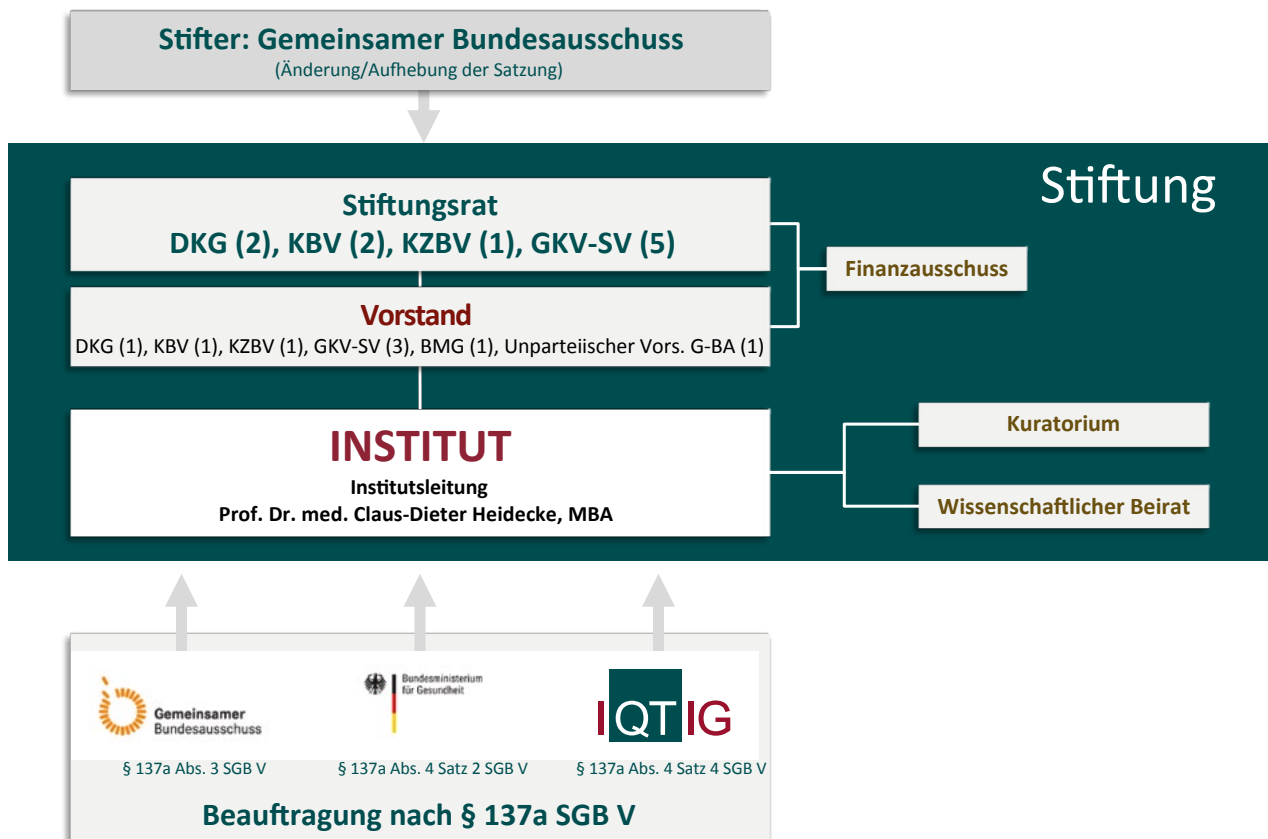 Stifter: Gemeinsamer Bundesausschuss
(Änderung/Aufhebung der Satzung)
Stiftung
Stiftungsrat
DKG (2), KBV (2), KZBV (1), GKV-SV (5)
Finanzausschuss
Vorstand
DKG (1), KBV (1), KZBV (1), GKV-SV (3), BMG (1), Unparteiischer Vors. G-BA (1)
INSTITUT
Institutsleitung
Prof. Dr. med. Claus-Dieter Heidecke, MBA
Kuratorium
Wissenschaftlicher Beirat
Gemeinsamer
Bundesausschuss
Bundesministerium
für Gesundheit
IQTIG
§ 137a Abs. 3 SGB V
§ 137a Abs. 4 Satz 2 SGB V
§ 137a Abs. 4 Satz 4 SGB V
Beauftragung nach § 137a SGB V